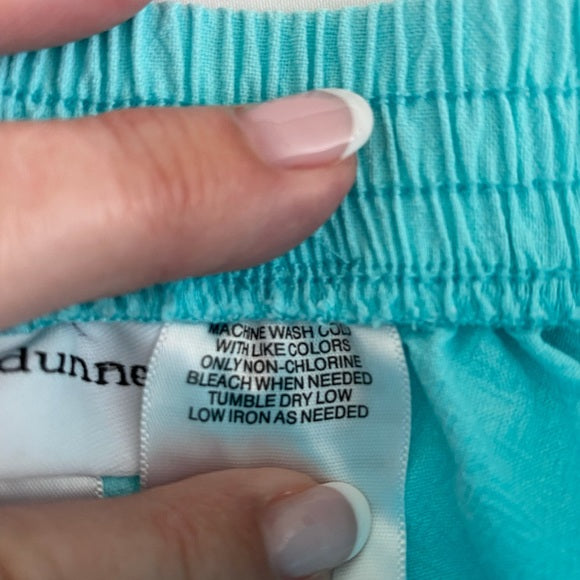 dunne
MACHINE WASH COLD
WITH LIKE COLORS
ONLY NON-CHLORINE
BLEACH WHEN NEEDED
TUMBLE DRY LOW
LOW IRON AS NEEDED